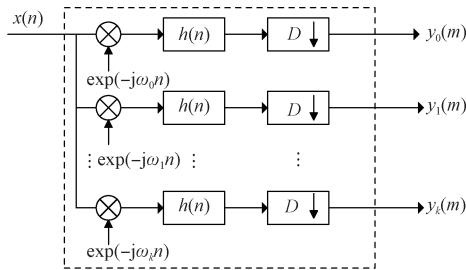 x(n)
h(n) D y₀(m)
exp(−jω₀n)
h(n) D y₁(m)
⋮ exp(−jω₁n) ⋮ ⋮
h(n) D yₖ(m)
exp(−jωₖn)